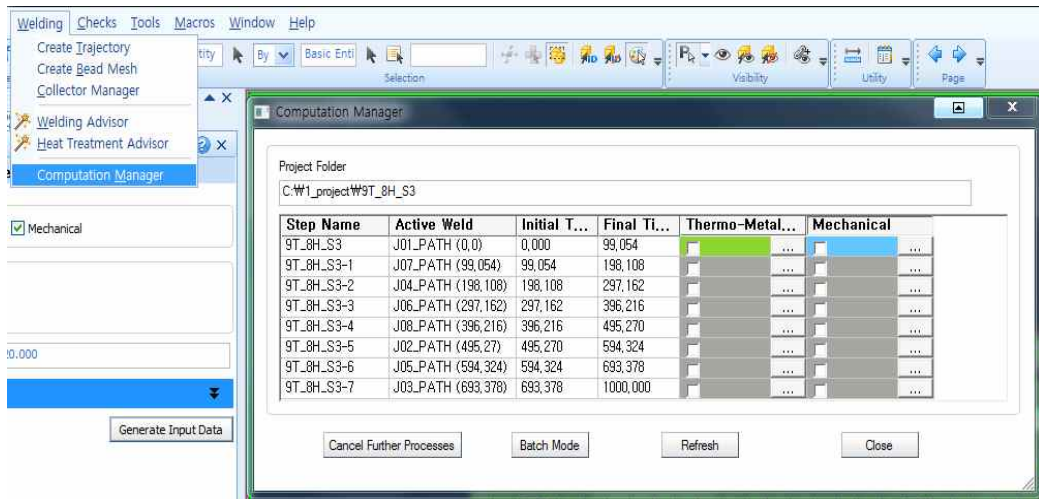 Welding Checks Tools Macros Window Help
Create Trajectory
Create Bead Mesh
Collector Manager
Welding Advisor
Heat Treatment Advisor
Computation Manager
By Basic Enti
Selection Visibility Utility Page
Mechanical
Generate Input Data
Computation Manager
Project Folder
C:₩1_project₩9T_8H_S3
Step Name Active Weld Initial T... Final Ti... Thermo-Metal... Mechanical
9T_8H_S3 J01_PATH (0,0) 0,000 99,054 ... ...
9T_8H_S3-1 J07_PATH (99,054) 99,054 198,108 ... ...
9T_8H_S3-2 J04_PATH (198,108) 198,108 297,162 ... ...
9T_8H_S3-3 J06_PATH (297,162) 297,162 396,216 ... ...
9T_8H_S3-4 J08_PATH (396,216) 396,216 495,270 ... ...
9T_8H_S3-5 J02_PATH (495,27) 495,270 594,324 ... ...
9T_8H_S3-6 J05_PATH (594,324) 594,324 693,378 ... ...
9T_8H_S3-7 J03_PATH (693,378) 693,378 1000,000 ... ...
Cancel Further Processes Batch Mode Refresh Close